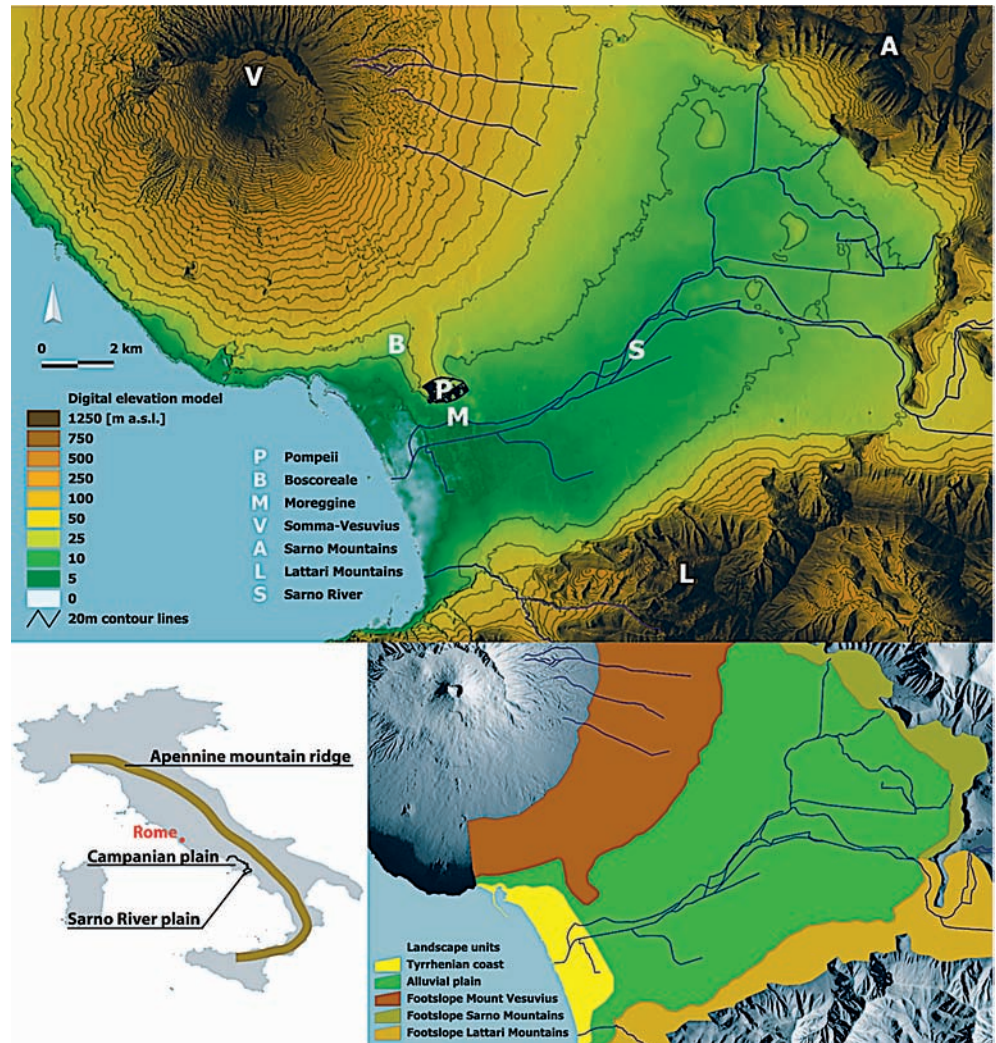 V
A
B
P
M
S
L
0 2 km
Digital elevation model
1250 [m a.s.l.]
750
500
250
100
50
25
10
5
0
20m contour lines
P Pompeii
B Boscoreale
M Moreggine
V Somma-Vesuvius
A Sarno Mountains
L Lattari Mountains
S Sarno River
Apennine mountain ridge
Rome
Campanian plain
Sarno River plain
Landscape units
Tyrrhenian coast
Alluvial plain
Footslope Mount Vesuvius
Footslope Sarno Mountains
Footslope Lattari Mountains